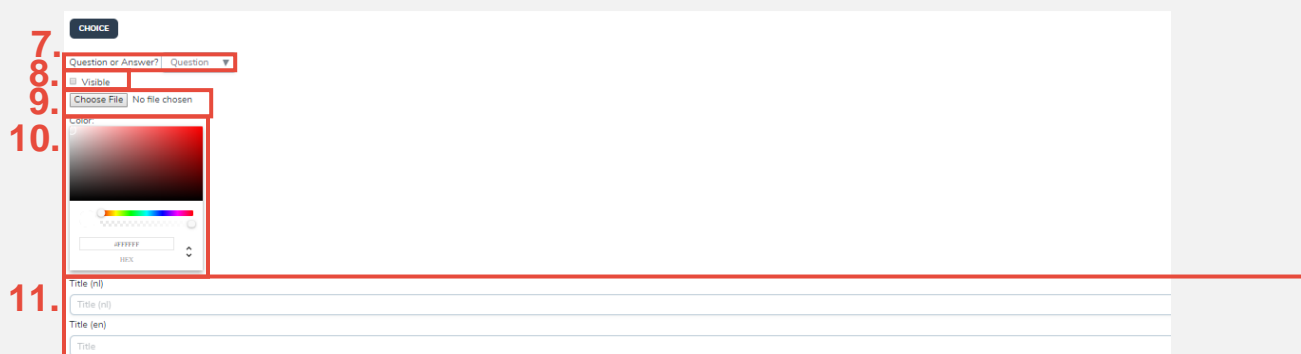 CHOICE
7.
Question or Answer? Question ▼
8.
Visible
9.
Choose File No file chosen
10.
Color:
#FFFFFF
HEX
11.
Title (nl)
Title (nl)
Title (en)
Title